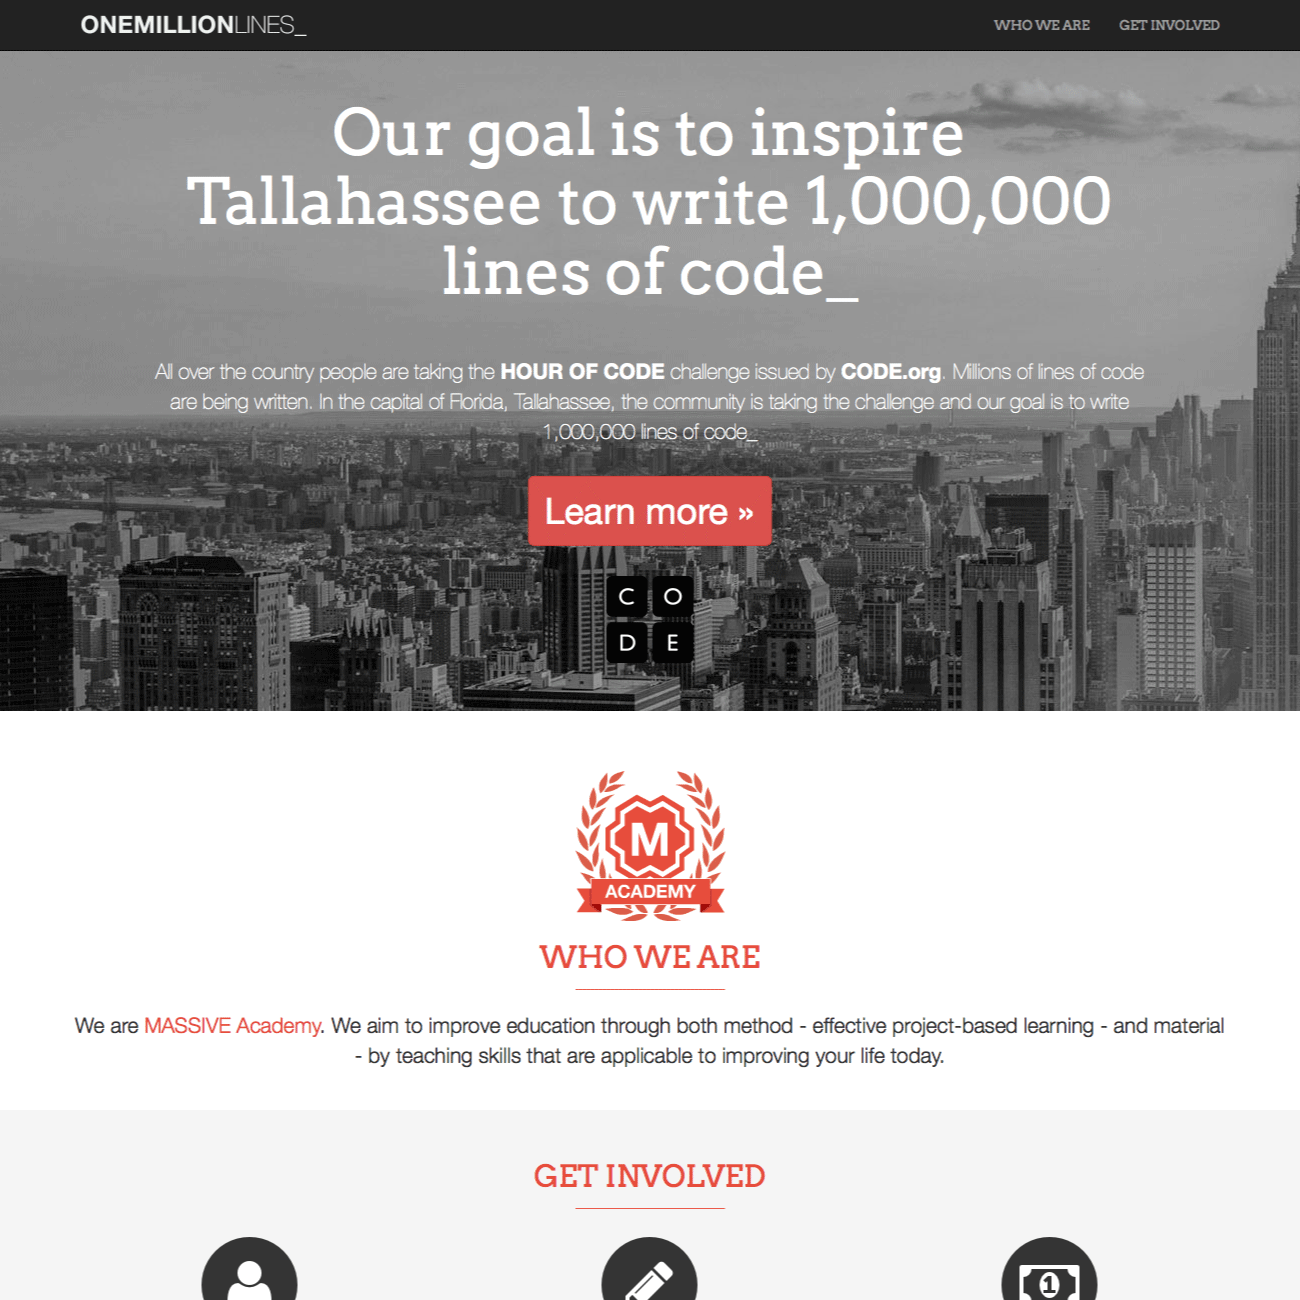 ONEMILLIONLINES_
WHO WE ARE
GET INVOLVED
Our goal is to inspire
Tallahassee to write 1,000,000
lines of code_
All over the country people are taking the HOUR OF CODE challenge issued by CODE.org. Millions of lines of code
are being written. In the capital of Florida, Tallahassee, the community is taking the challenge and our goal is to write
1,000,000 lines of code_
Learn more »
C O
D E
M
ACADEMY
WHO WE ARE
We are MASSIVE Academy. We aim to improve education through both method - effective project-based learning - and material
- by teaching skills that are applicable to improving your life today.
GET INVOLVED
1